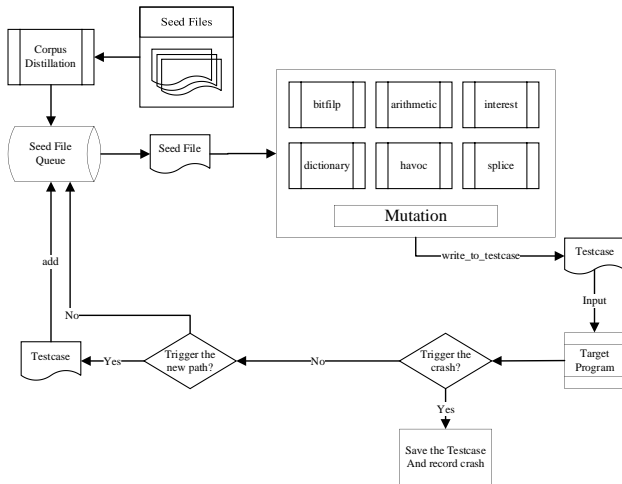 Seed Files
Corpus
Distillation
bitfilp
arithmetic
interest
Seed File
Queue
Seed File
dictionary
havoc
splice
Mutation
write_to_testcase
Testcase
add
Input
No
Testcase
Yes
Trigger the
new path?
No
Trigger the
crash?
Target
Program
Yes
Save the Testcase
And record crash